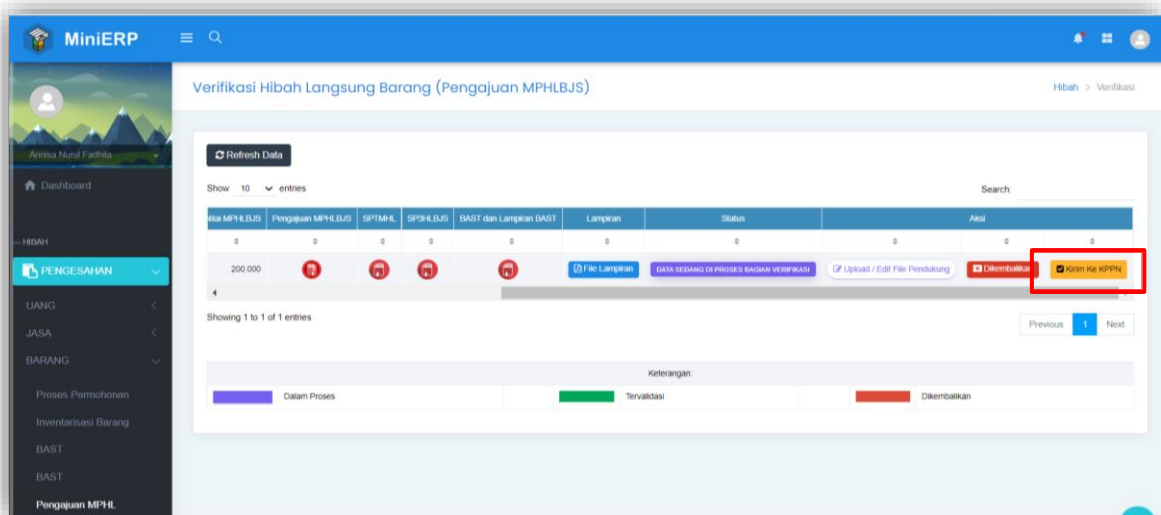 MiniERP
Verifikasi Hibah Langsung Barang (Pengajuan MPHLBJS)
Hibah > Verifikasi
Annisa Nurul Fadhila
Refresh Data
Dashboard
Show 10 entries
Search:
Nilai MPHLBJS Pengajuan MPHLBJS SPTMHL SP3HLBJS BAST dan Lampiran BAST Lampiran Status Aksi
HIBAH
PENGESAHAN
200.000 File Lampiran DATA SEDANG DI PROSES BAGIAN VERIFIKASI Upload / Edit File Pendukung Dikembalikan Kirim Ke KPPN
UANG
Showing 1 to 1 of 1 entries
Previous 1 Next
JASA
BARANG
Keterangan:
Proses Permohonan
Dalam Proses Tervalidasi Dikembalikan
Inventarisasi Barang
BAST
BAST
Pengajuan MPHL